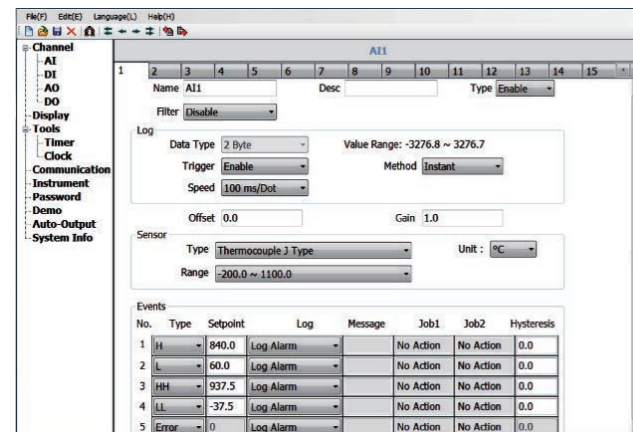 File(F) Edit(E) Language(L) Help(H)
AI1
Channel
AI
DI
AO
DO
Display
Tools
Timer
Clock
Communication
Instrument
Password
Demo
Auto-Output
System Info
1 2 3 4 5 6 7 8 9 10 11 12 13 14 15
Name AI1 Desc Type Enable
Filter Disable
Log
Data Type 2 Byte Value Range: -3276.8 ~ 3276.7
Trigger Enable Method Instant
Speed 100 ms/Dot
Offset 0.0 Gain 1.0
Sensor
Type Thermocouple J Type Unit : ºC
Range -200.0 ~ 1100.0
Events
No. Type Setpoint Log Message Job1 Job2 Hysteresis
1 H 840.0 Log Alarm No Action No Action 0.0
2 L 60.0 Log Alarm No Action No Action 0.0
3 HH 937.5 Log Alarm No Action No Action 0.0
4 LL -37.5 Log Alarm No Action No Action 0.0
5 Error 0 Log Alarm No Action No Action 0.0